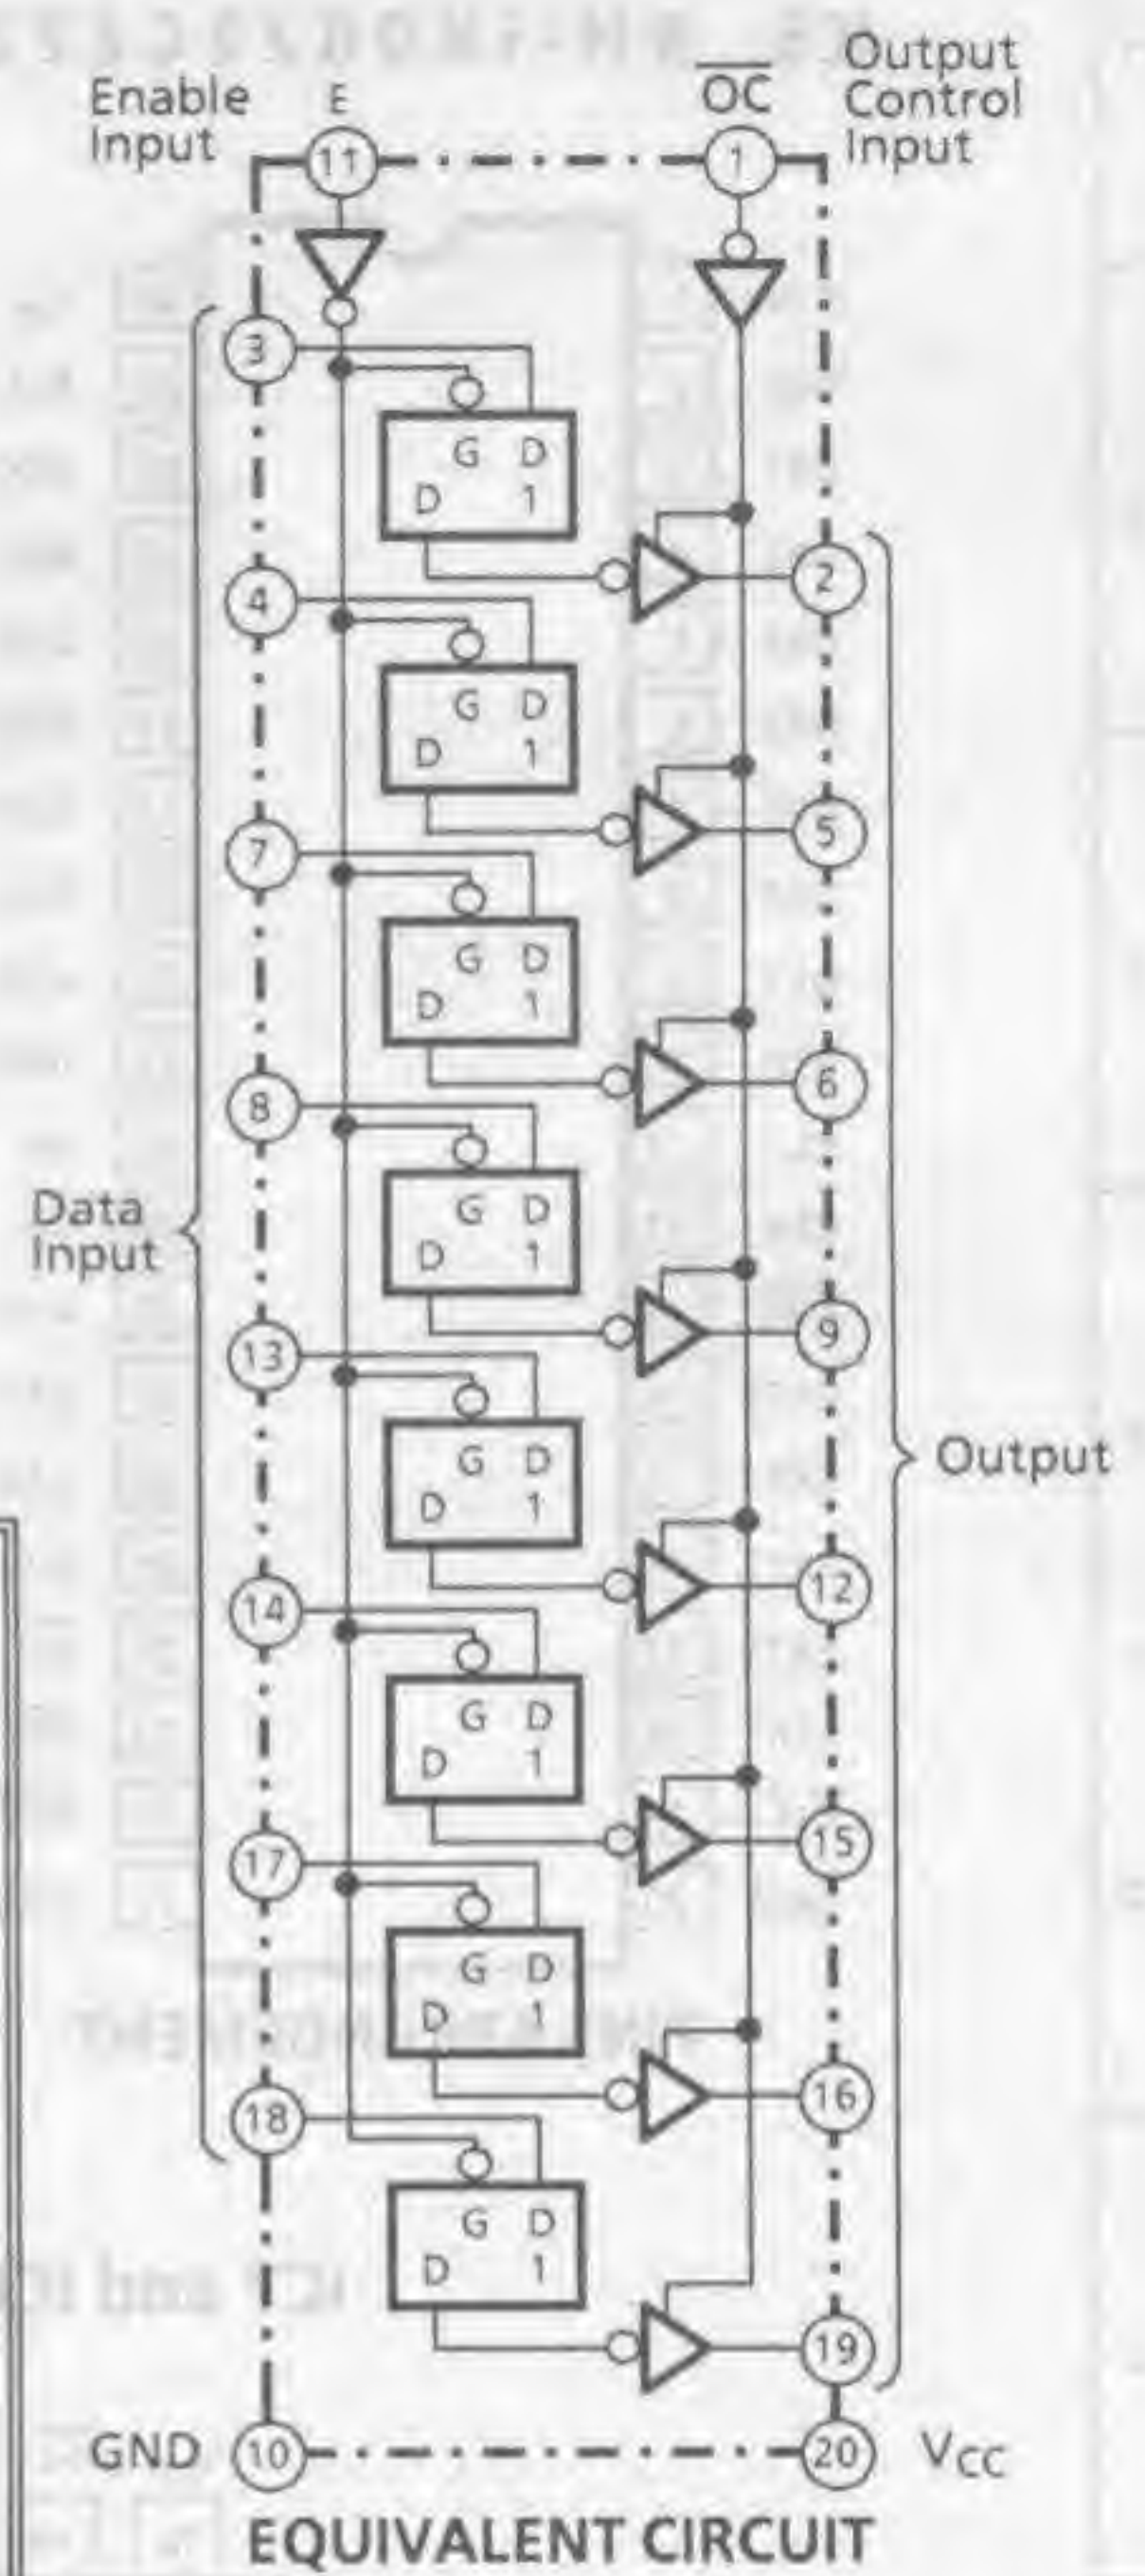 Enable
Input
E
OC
Output
Control
Input
11
1
3
G D
D 1
2
4
G D
D 1
5
7
G D
D 1
6
8
G D
D 1
9
Data
Input
13
G D
D 1
12
Output
14
G D
D 1
15
17
G D
D 1
16
18
G D
D 1
19
GND
10
20
VCC
EQUIVALENT CIRCUIT